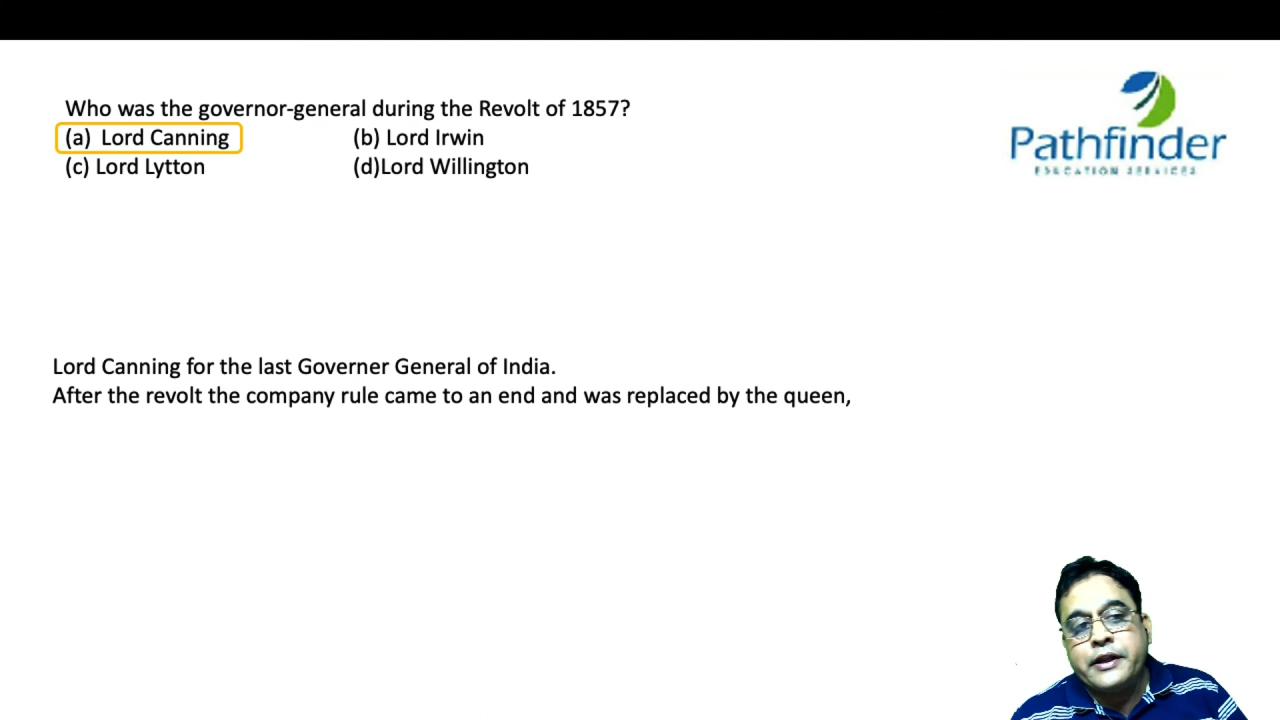 Who was the governor-general during the Revolt of 1857?
(a) Lord Canning (b) Lord Irwin
(c) Lord Lytton (d)Lord Willington
Pathfinder
EDUCATION SERVICES
Lord Canning for the last Governer General of India.
After the revolt the company rule came to an end and was replaced by the queen,